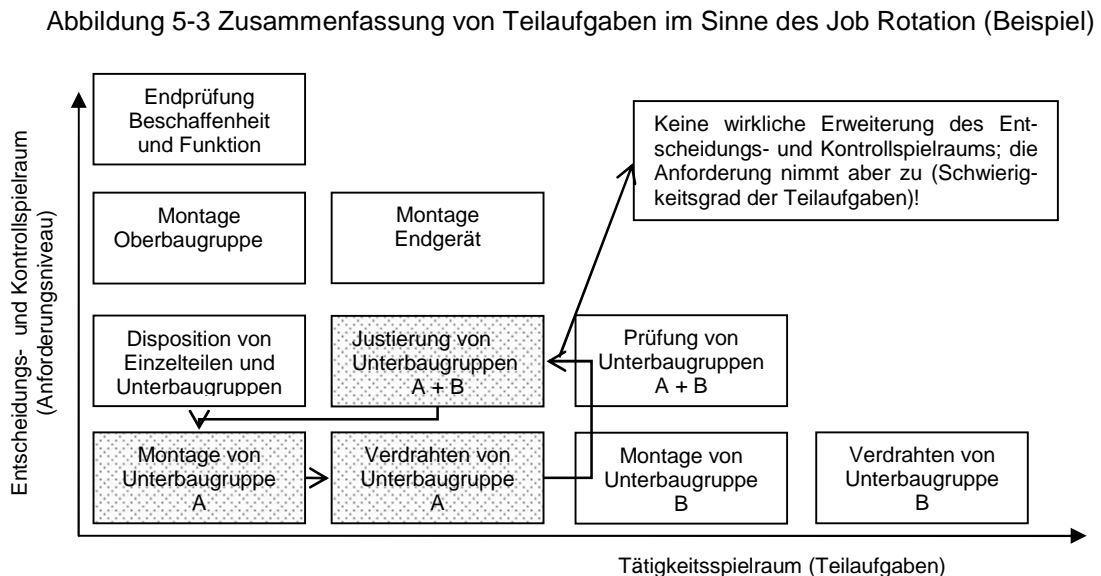 Abbildung 5-3 Zusammenfassung von Teilaufgaben im Sinne des Job Rotation (Beispiel)
Entscheidungs- und Kontrollspielraum
(Anforderungsniveau)
Endprüfung
Beschaffenheit
und Funktion
Keine wirkliche Erweiterung des Ent-
scheidungs- und Kontrollspielraums; die
Anforderung nimmt aber zu (Schwierig-
keitsgrad der Teilaufgaben)!
Montage
Oberbaugruppe
Montage
Endgerät
Disposition von
Einzelteilen und
Unterbaugruppen
Justierung von
Unterbaugruppen
A + B
Prüfung von
Unterbaugruppen
A + B
Montage von
Unterbaugruppe
A
Verdrahten von
Unterbaugruppe
A
Montage von
Unterbaugruppe
B
Verdrahten von
Unterbaugruppe
B
Tätigkeitsspielraum (Teilaufgaben)